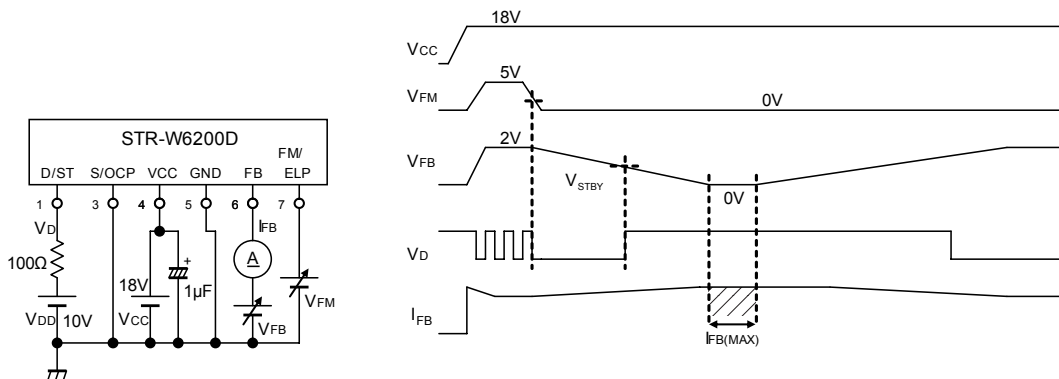 STR-W6200D
FM/
D/ST S/OCP VCC GND FB ELP
1 3 4 5 6 7
VD
IFB
100Ω
A
+
18V
1µF
VFM
VDD 10V
VCC
VFB
18V
VCC
5V
VFM
0V
2V
VFB
VSTBY
0V
VD
IFB
IFB(MAX)